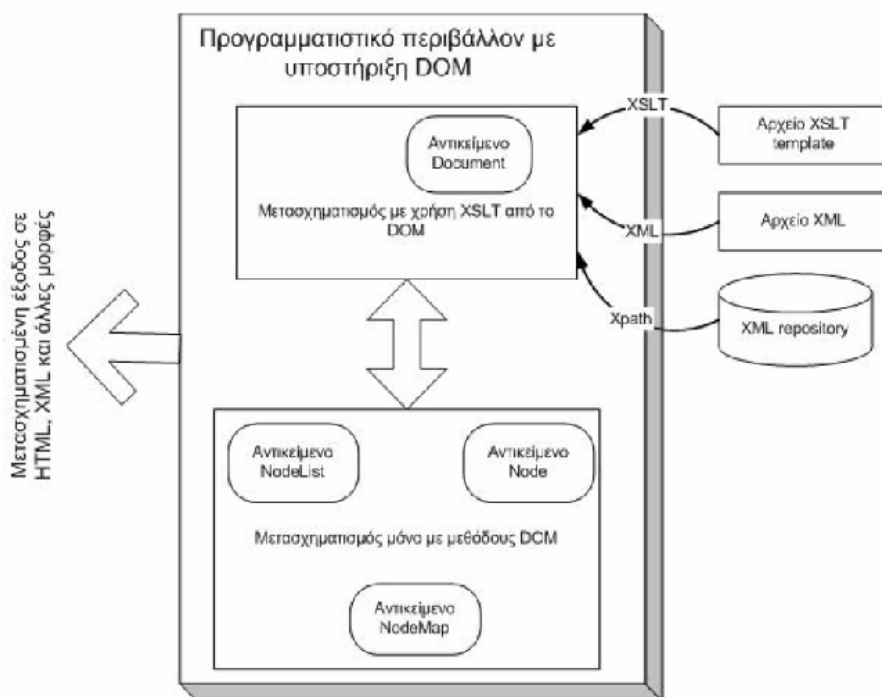 Προγραμματιστικό περιβάλλον με
υποστήριξη DOM
Αντικείμενο
Document
Μετασχηματισμός με χρήση XSLT από το
DOM
XSLT
Αρχείο XSLT
template
XML
Αρχείο XML
Xpath
XML repository
Μετασχηματισμένη έξοδος σε
HTML, XML και άλλες μορφές
Αντικείμενο
NodeList
Αντικείμενο
Node
Μετασχηματισμός μόνο με μεθόδους DOM
Αντικείμενο
NodeMap